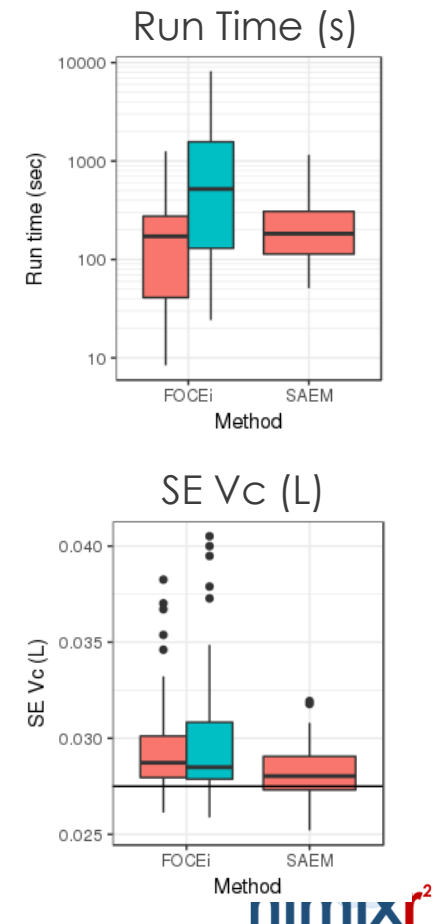 Run Time (s)
10000
1000
100
10
Run time (sec)
FOCEi SAEM
Method
SE Vc (L)
0.040
0.035
0.030
0.025
SE Vc (L)
FOCEi SAEM
Method
nlmixr²